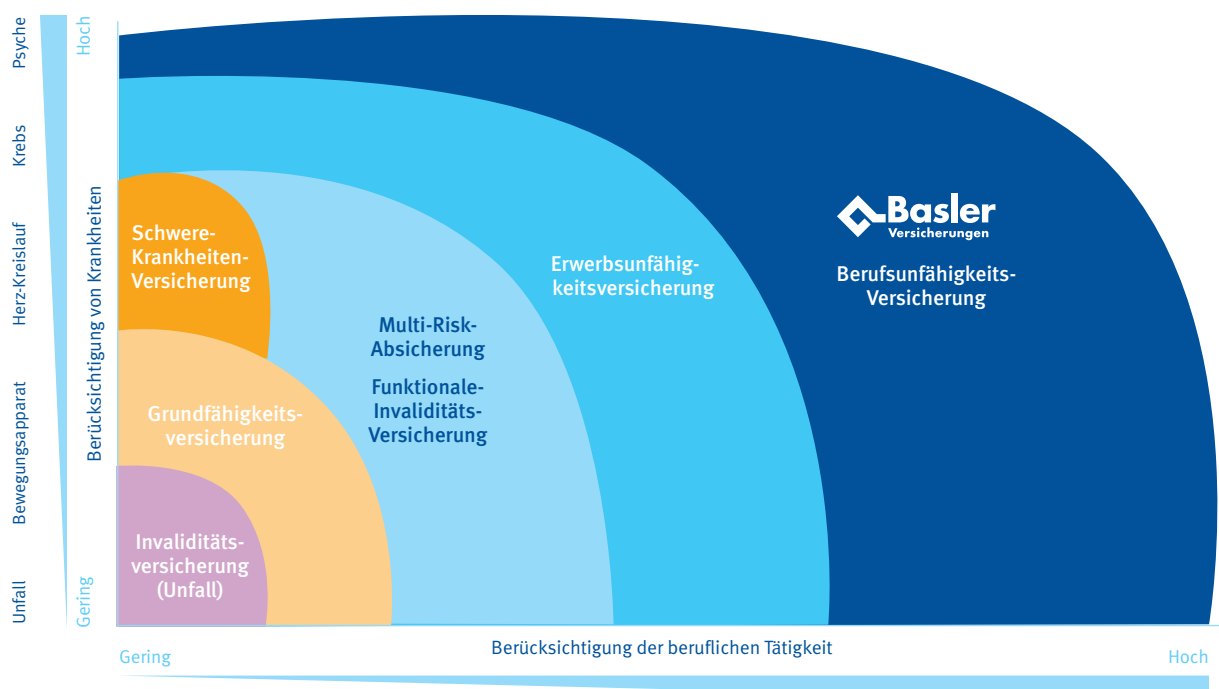 Psyche
Krebs
Herz-Kreislauf
Bewegungsapparat
Unfall
Hoch
Berücksichtigung von Krankheiten
Gering
Schwere-
Krankheiten-
Versicherung
Grundfähigkeits-
versicherung
Invaliditäts-
versicherung
(Unfall)
Multi-Risk-
Absicherung
Funktionale-
Invaliditäts-
Versicherung
Erwerbsunfähig-
keitsversicherung
Basler
Versicherungen
Berufsunfähigkeits-
Versicherung
Gering
Berücksichtigung der beruflichen Tätigkeit
Hoch